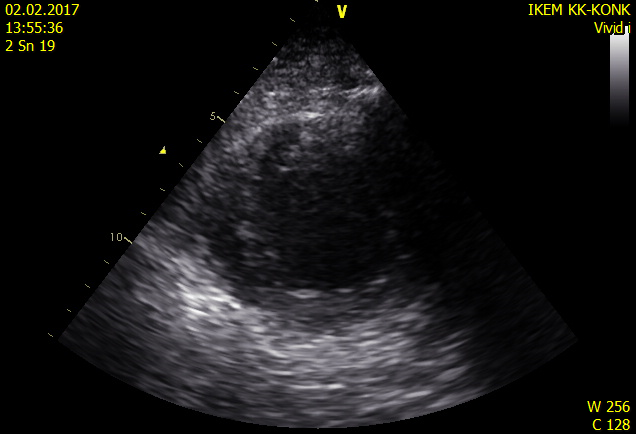 02.02.2017
13:55:36
2 Sn 19
V
IKEM KK-KONK
Vivid i
5
10
W 256
C 128